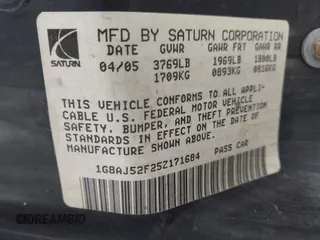 MFD BY SATURN CORPORATION
DATE GVWR GAWR FRT GAWR RR
04/05 3769LB 1969LB 1800LB
1709KG 0893KG 0816KG
SATURN
THIS VEHICLE CONFORMS TO ALL APPLI-
CABLE U.S. FEDERAL MOTOR VEHICLE
SAFETY, BUMPER, AND THEFT PREVENTION
STANDARDS IN EFFECT ON THE DATE OF
MANUFACTURE SHOWN ABOVE.
1G8AJ52F25Z171684 PASS CAR
DREAMBID